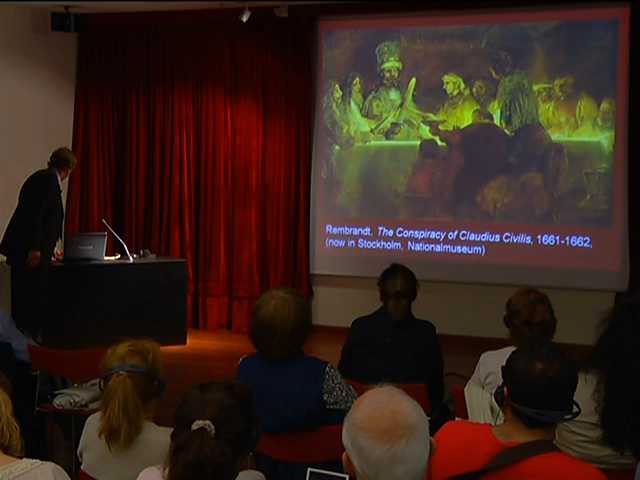 Rembrandt, The Conspiracy of Claudius Civilis, 1661-1662,
(now in Stockholm, Nationalmuseum)